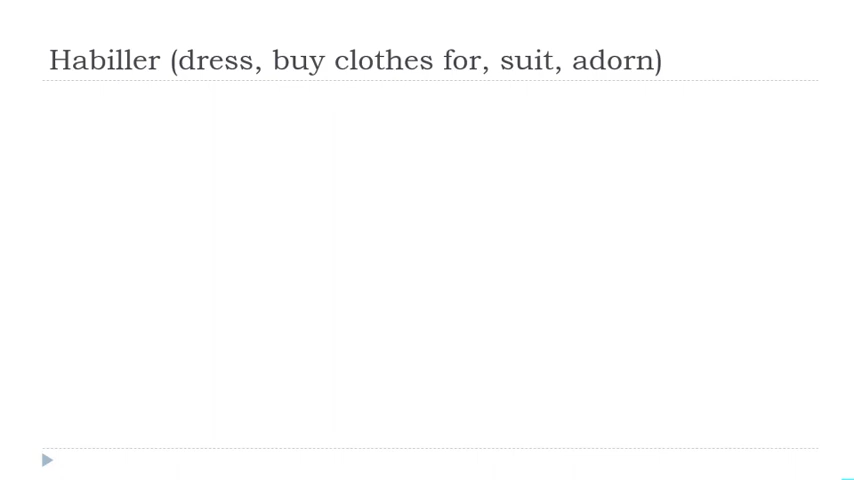 Habiller (dress, buy clothes for, suit, adorn)